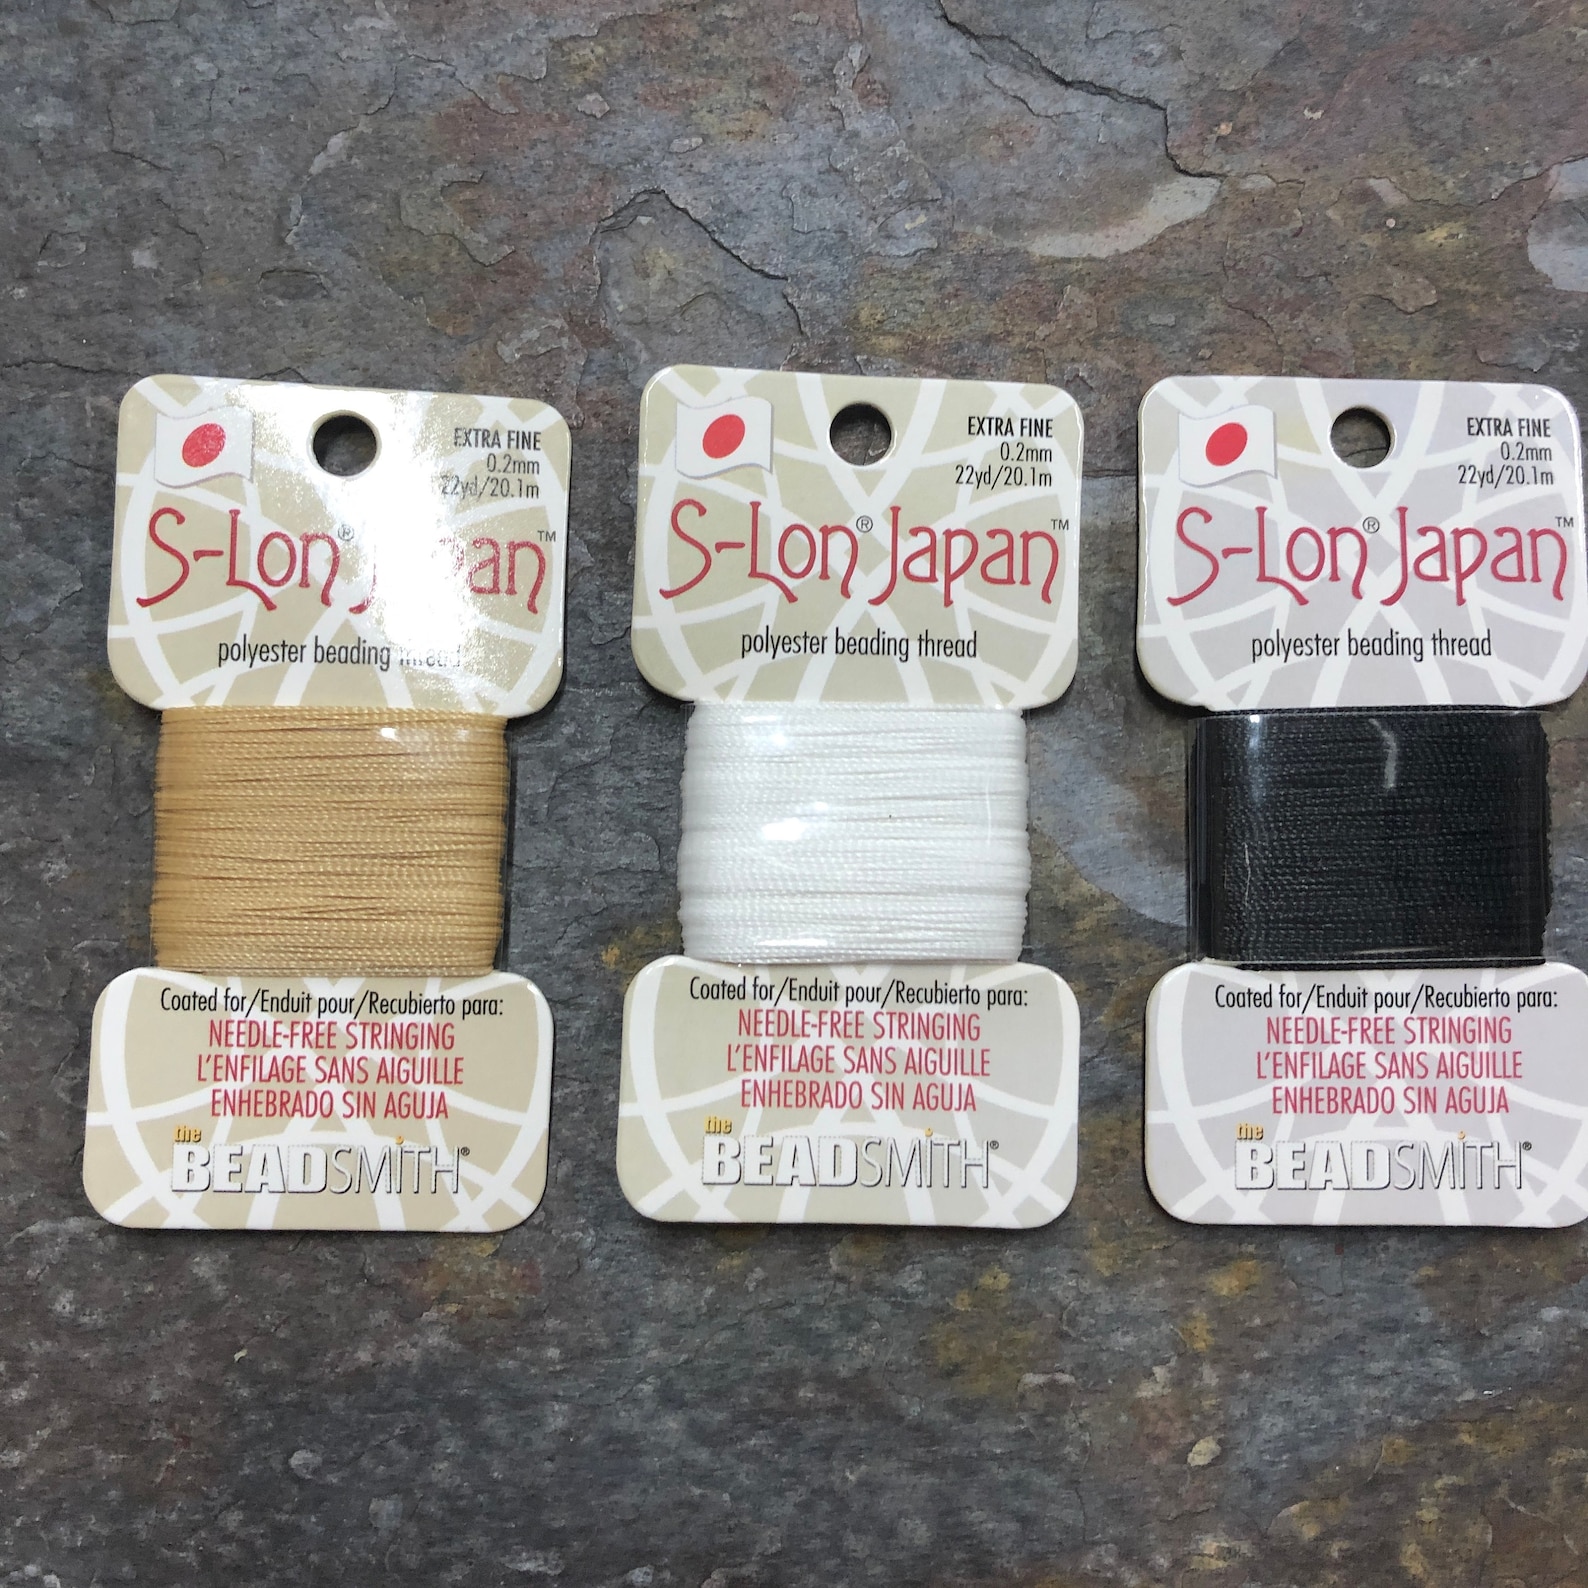 EXTRA FINE
0.2mm
22yd/20.1m
S-Lon® Japan™
polyester beading thread
Coated for/Enduit pour/Recubierto para:
NEEDLE-FREE STRINGING
L'ENFILAGE SANS AIGUILLE
ENHEBRADO SIN AGUJA
the
BEADSMITH®
EXTRA FINE
0.2mm
22yd/20.1m
S-Lon® Japan™
polyester beading thread
Coated for/Enduit pour/Recubierto para:
NEEDLE-FREE STRINGING
L'ENFILAGE SANS AIGUILLE
ENHEBRADO SIN AGUJA
the
BEADSMITH®
EXTRA FINE
0.2mm
22yd/20.1m
S-Lon® Japan™
polyester beading thread
Coated for/Enduit pour/Recubierto para:
NEEDLE-FREE STRINGING
L'ENFILAGE SANS AIGUILLE
ENHEBRADO SIN AGUJA
the
BEADSMITH®